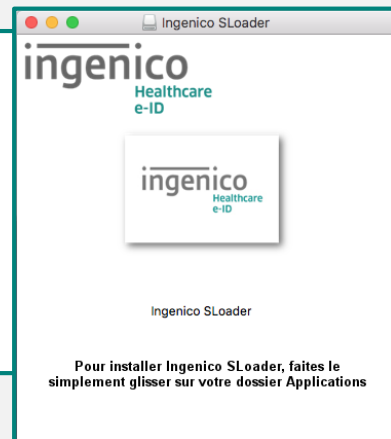 Ingenico SLoader
ingenico
Healthcare
e-ID
ingenico
Healthcare
e-ID
Ingenico SLoader
Pour installer Ingenico SLoader, faites le
simplement glisser sur votre dossier Applications